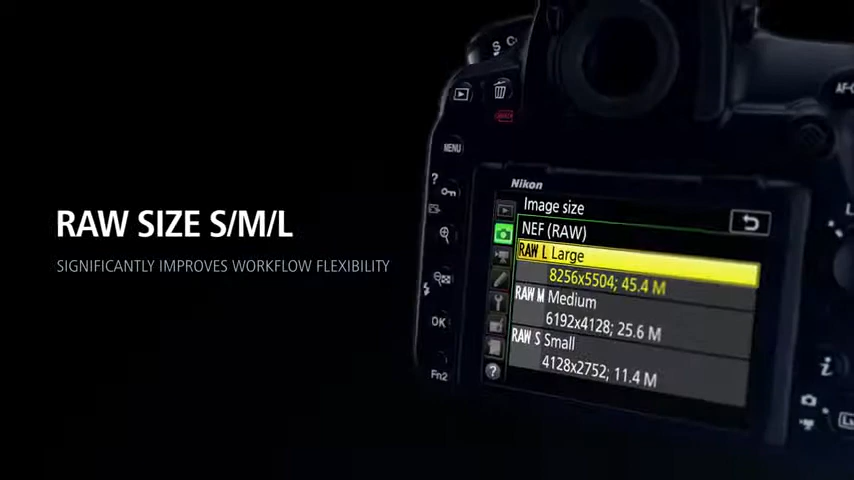 S
MENU
?
OK
Fn2
Nikon
Image size
NEF (RAW)
RAW L Large
8256x5504; 45.4 M
RAW M Medium
6192x4128; 25.6 M
RAW S Small
4128x2752; 11.4 M
?
i
RAW SIZE S/M/L
SIGNIFICANTLY IMPROVES WORKFLOW FLEXIBILITY